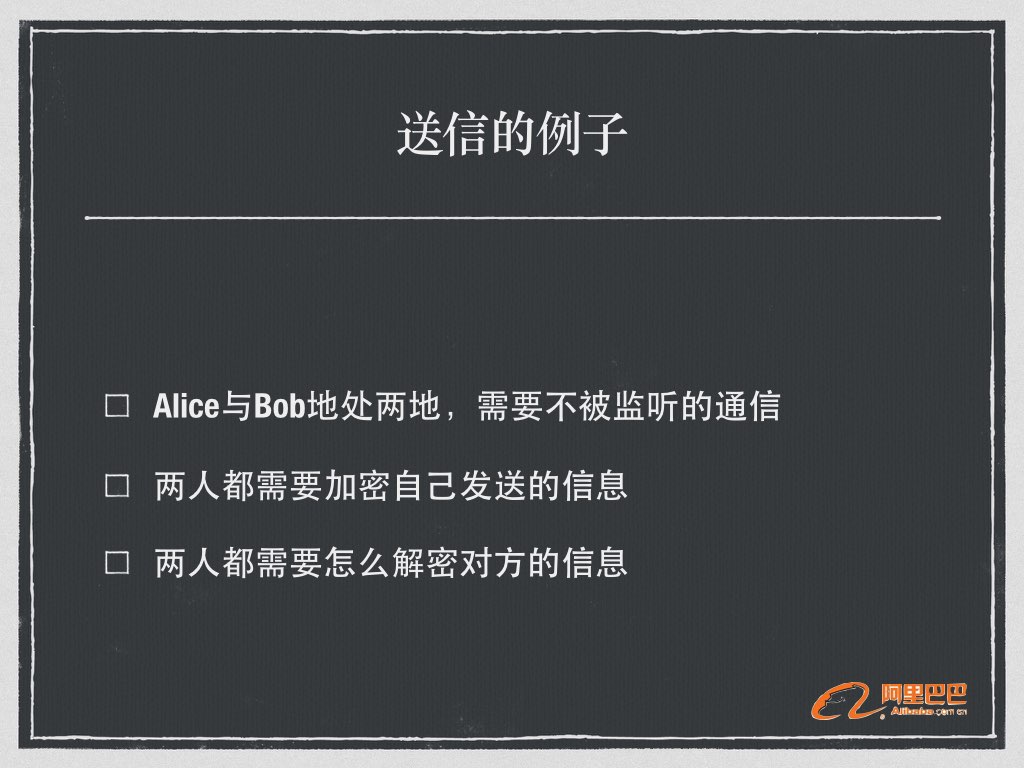 送信的例子
Alice与Bob地处两地，需要不被监听的通信
两人都需要加密自己发送的信息
两人都需要怎么解密对方的信息
阿里巴巴
Alibaba.com.cn